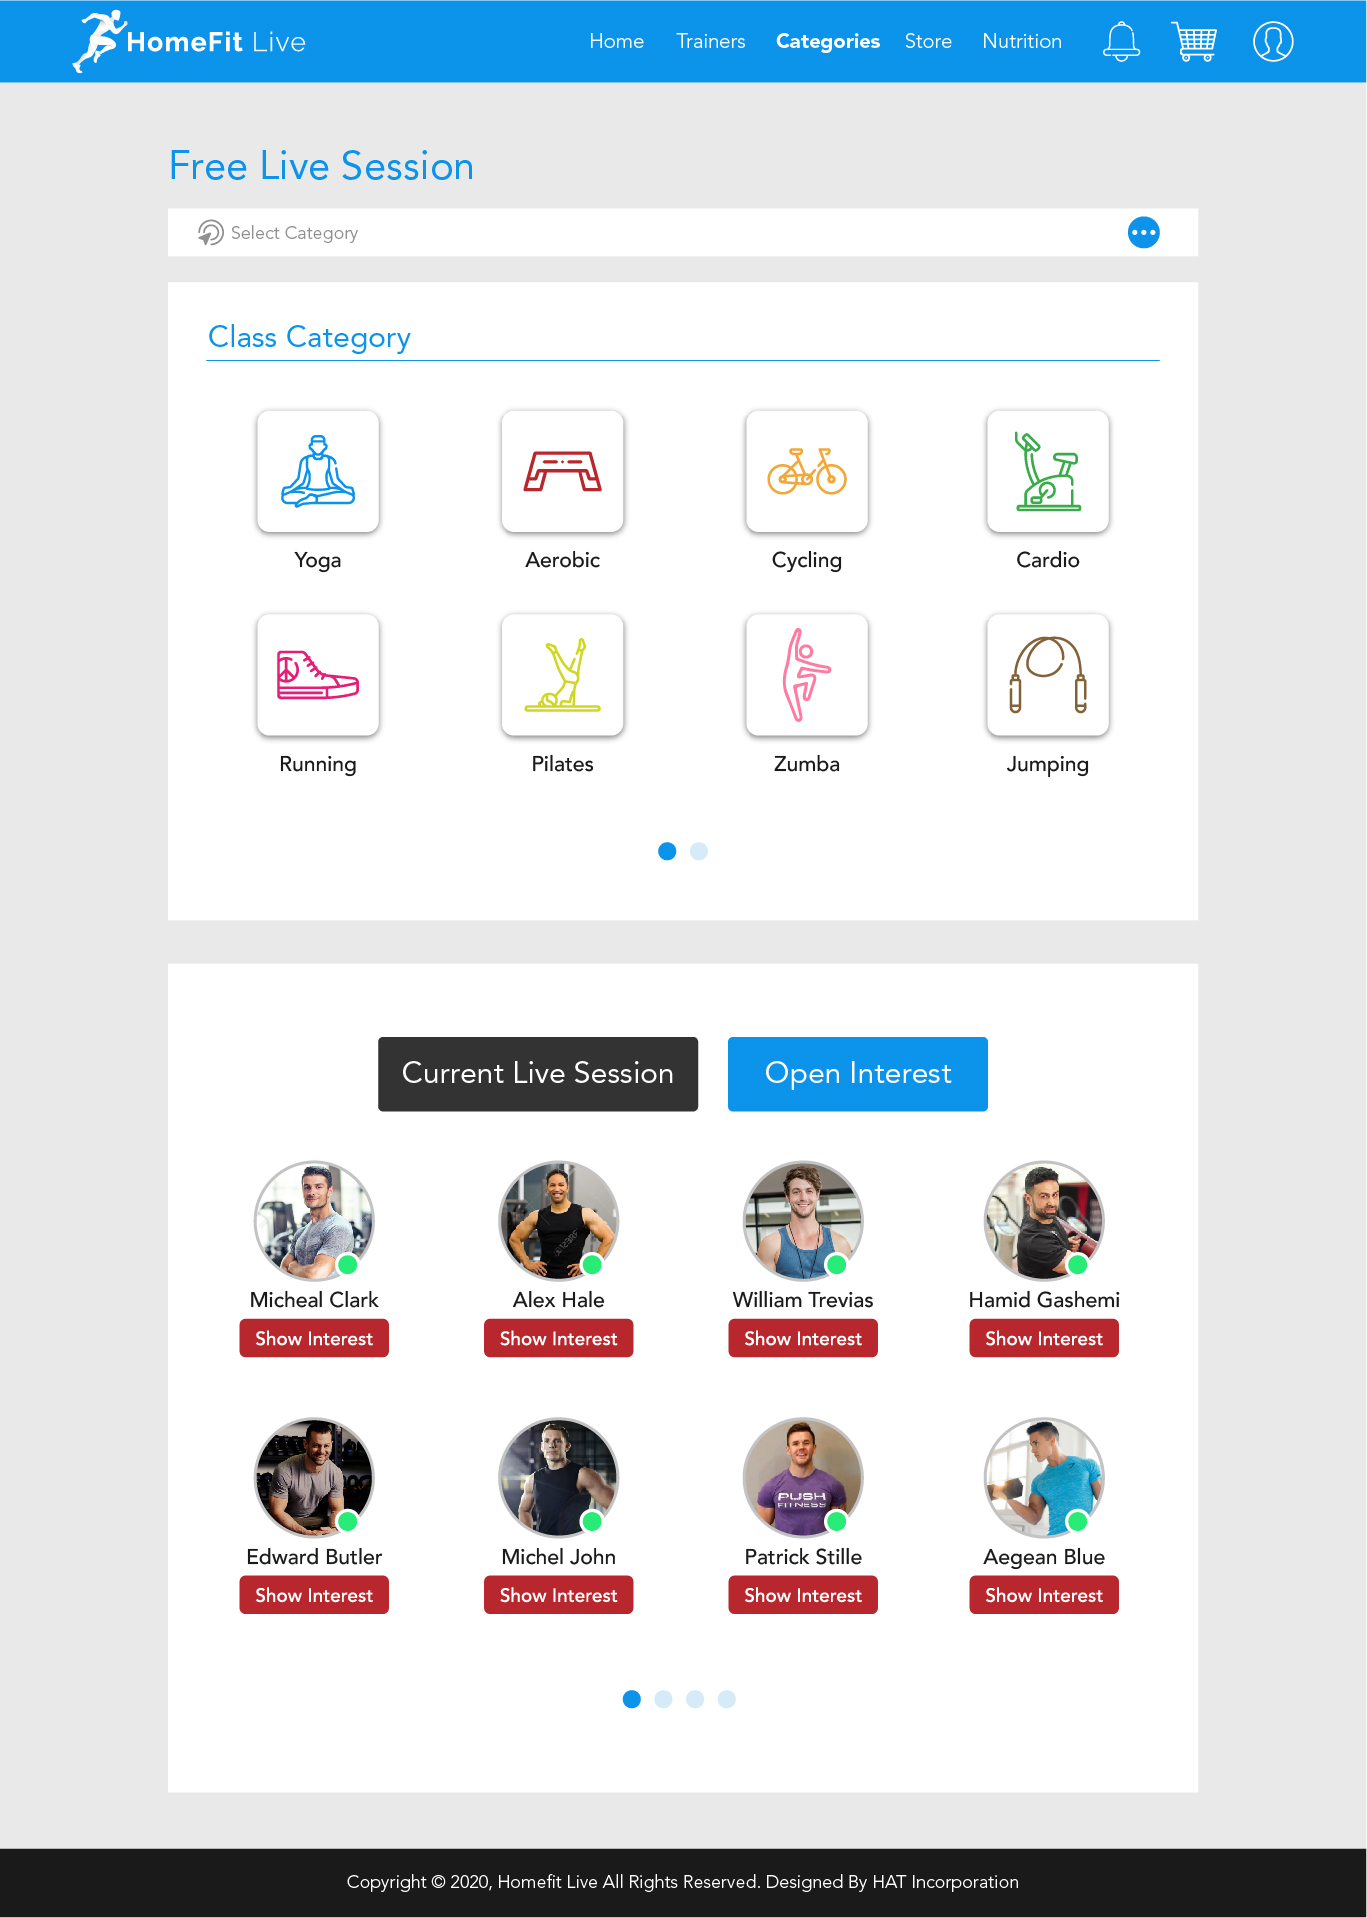 HomeFit Live
Home Trainers Categories Store Nutrition
Free Live Session
Select Category
Class Category
Yoga Aerobic Cycling Cardio
Running Pilates Zumba Jumping
Current Live Session Open Interest
PUSH
FITNESS
Micheal Clark Alex Hale William Trevias Hamid Gashemi
Show Interest Show Interest Show Interest Show Interest
Edward Butler Michel John Patrick Stille Aegean Blue
Show Interest Show Interest Show Interest Show Interest
Copyright © 2020, Homefit Live All Rights Reserved. Designed By HAT Incorporation